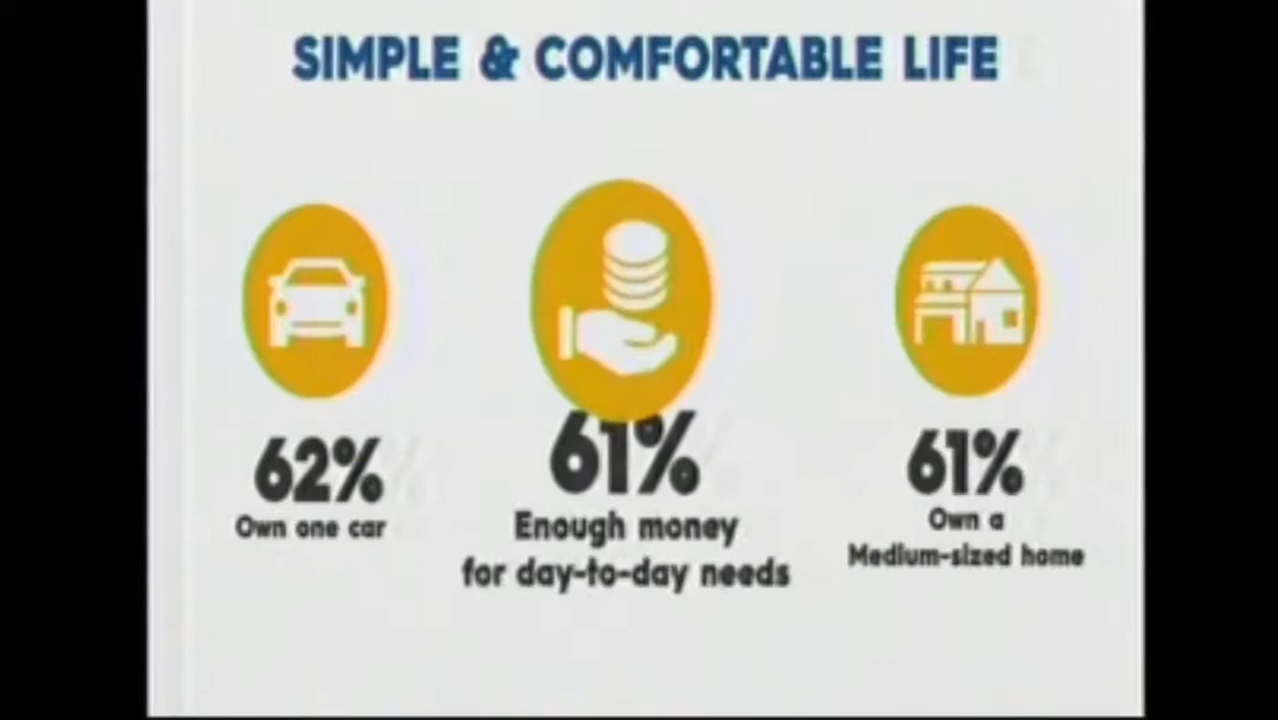 SIMPLE & COMFORTABLE LIFE
62%
Own one car
61%
Enough money
for day-to-day needs
61%
Own a
Medium-sized home